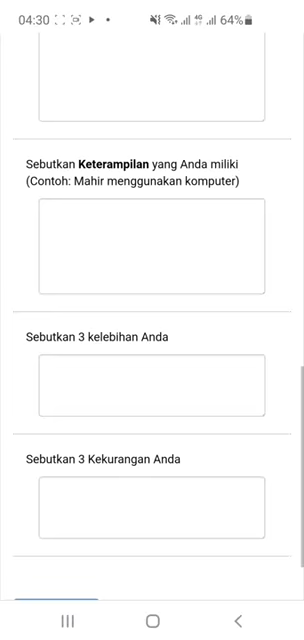 04:30 4G 64%
Sebutkan Keterampilan yang Anda miliki
(Contoh: Mahir menggunakan komputer)
Sebutkan 3 kelebihan Anda
Sebutkan 3 Kekurangan Anda